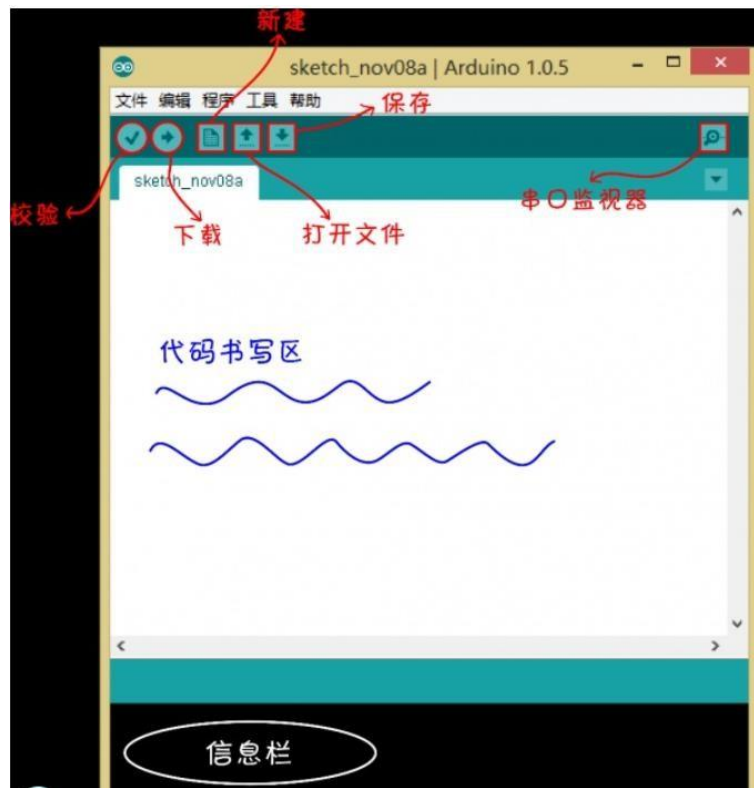 新建
sketch_nov08a | Arduino 1.0.5
文件 编辑 程序 工具 帮助
保存
sketch_nov08a
串口监视器
校验
下载
打开文件
代码书写区
信息栏